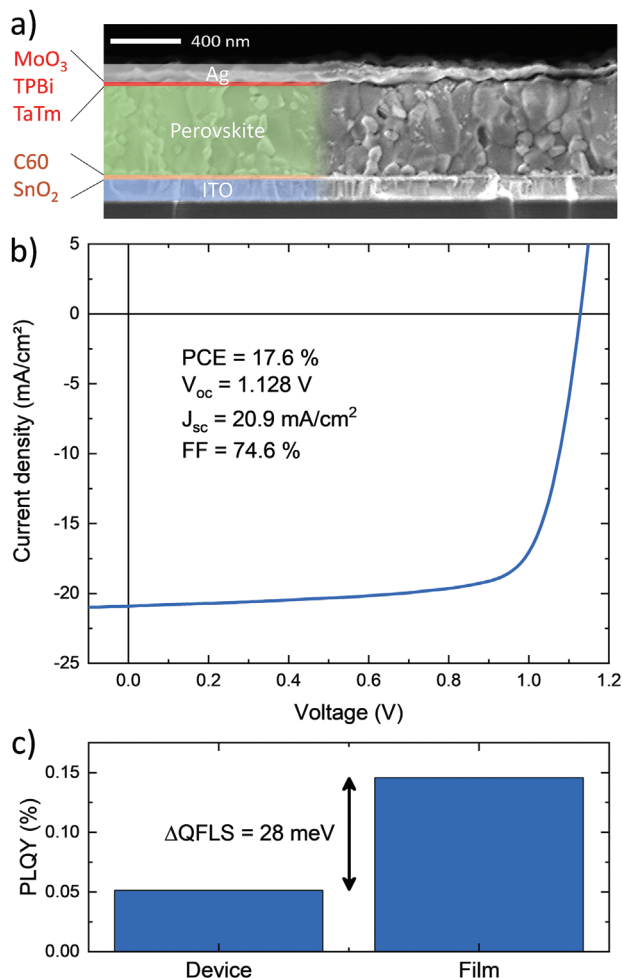 a)
400 nm
MoO₃
TPBi
TaTm
C60
SnO₂
Ag
Perovskite
ITO
b)
5
0
-5
-10
-15
-20
-25
Current density (mA/cm²)
PCE = 17.6 %
Voc = 1.128 V
Jsc = 20.9 mA/cm²
FF = 74.6 %
0.0 0.2 0.4 0.6 0.8 1.0 1.2
Voltage (V)
c)
0.15
0.10
0.05
0.00
PLQY (%)
ΔQFLS = 28 meV
Device Film